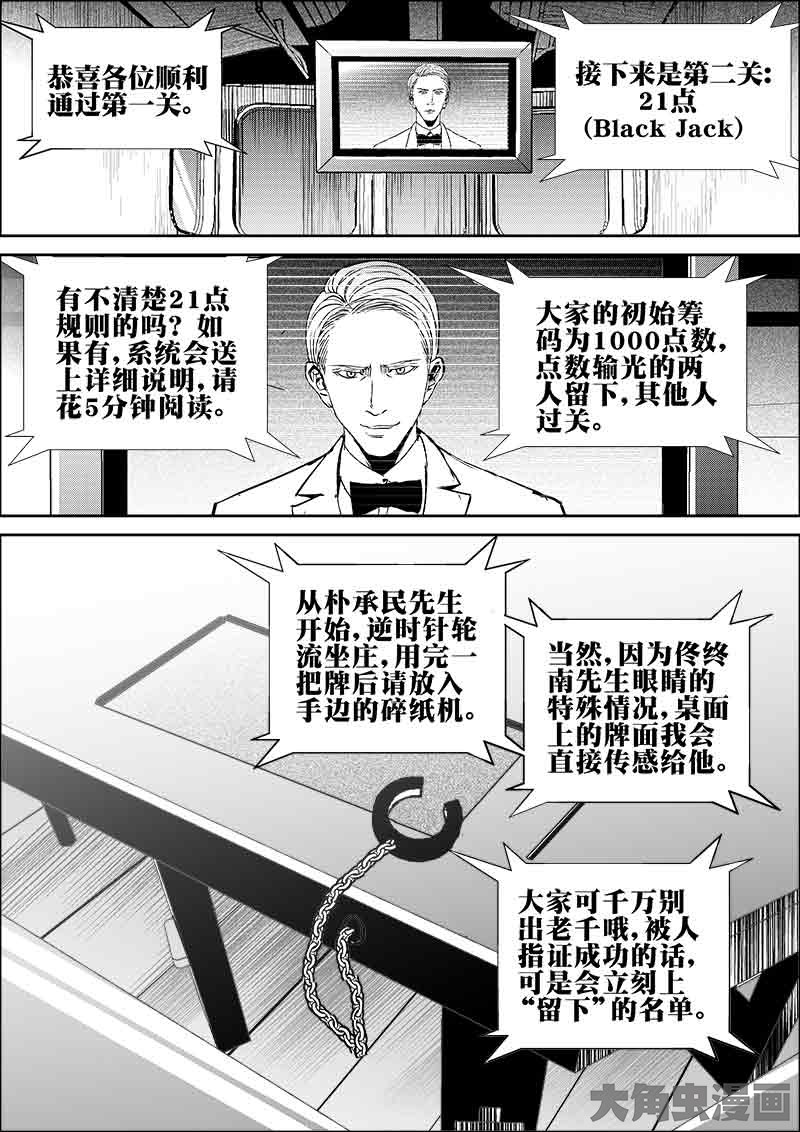 恭喜各位顺利
通过第一关。
接下来是第二关:
21点
(Black Jack)
有不清楚21点
规则的吗? 如
果有,系统会送
上详细说明,请
花5分钟阅读。
大家的初始筹
码为1000点数,
点数输光的两
人留下,其他人
过关。
从朴承民先生
开始,逆时针轮
流坐庄,用完一
把牌后请放入
手边的碎纸机。
当然,因为佟终
南先生眼睛的
特殊情况,桌面
上的牌面我会
直接传感给他。
大家可千万别
出老千哦,被人
指证成功的话,
可是会立刻上
“留下”的名单。
大角虫漫画